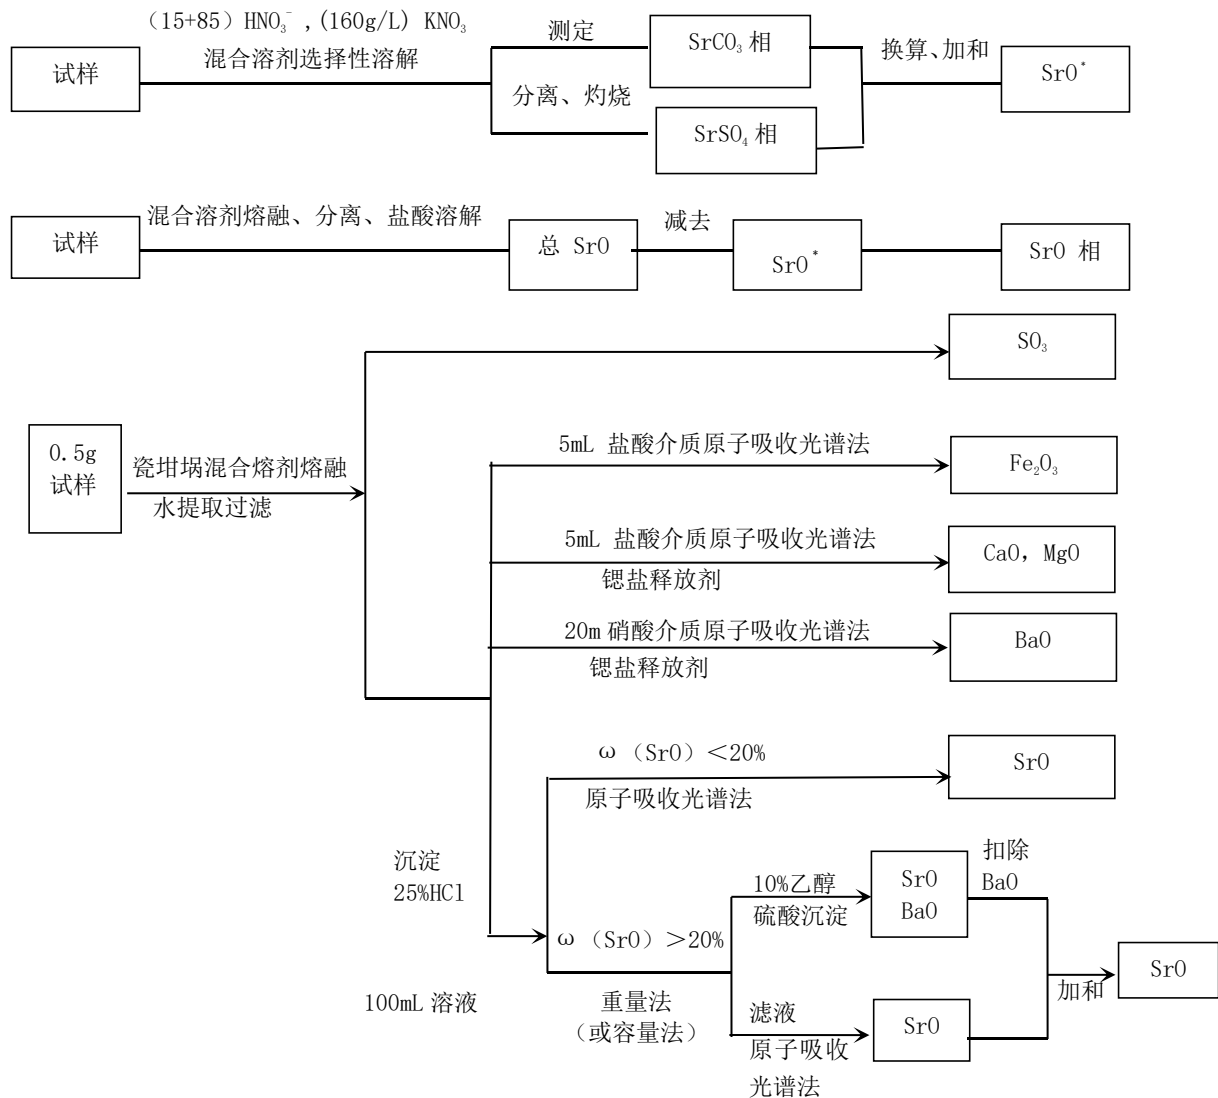 （15+85）HNO₃⁻ ,(160g/L) KNO₃
混合溶剂选择性溶解
试样
测定
分离、灼烧
SrCO₃ 相
SrSO₄ 相
换算、加和
SrO*
试样
混合溶剂熔融、分离、盐酸溶解
总 SrO
减去
SrO*
SrO 相
SO₃
0.5g
试样
瓷坩埚混合熔剂熔融
水提取过滤
5mL 盐酸介质原子吸收光谱法
Fe₂O₃
5mL 盐酸介质原子吸收光谱法
锶盐释放剂
CaO, MgO
20m 硝酸介质原子吸收光谱法
锶盐释放剂
BaO
ω（SrO）＜20%
原子吸收光谱法
SrO
沉淀
25%HCl
100mL 溶液
ω（SrO）＞20%
重量法
（或容量法）
10%乙醇
硫酸沉淀
SrO
BaO
扣除
BaO
滤液
原子吸收
光谱法
SrO
加和
SrO